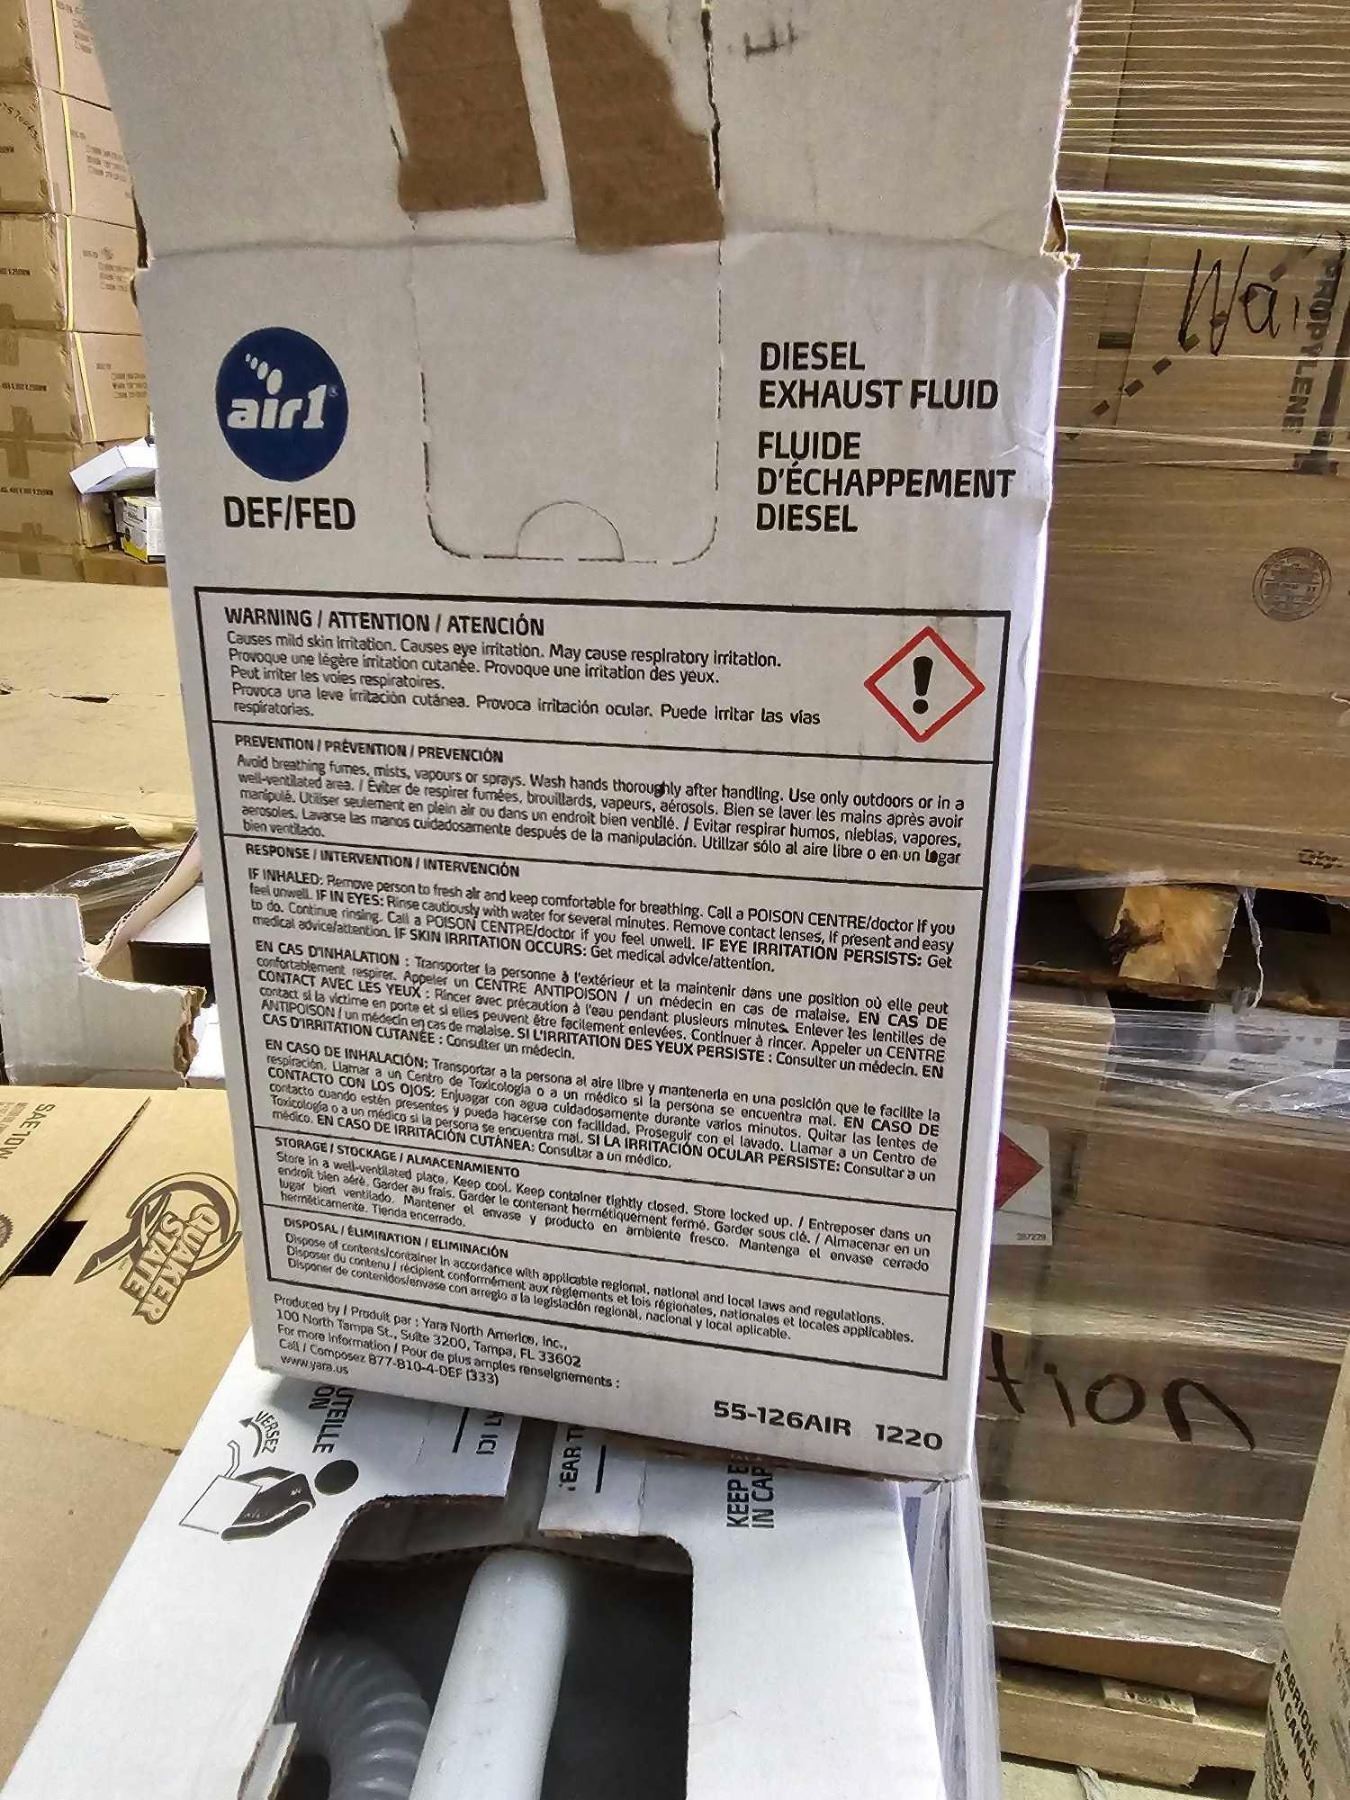 air1
DEF/FED
DIESEL
EXHAUST FLUID
FLUIDE
D'ÉCHAPPEMENT
DIESEL
WARNING / ATTENTION / ATENCIÓN
Causes mild skin irritation. Causes eye irritation. May cause respiratory irritation.
Provoque une légère irritation cutanée. Provoque une irritation des yeux.
Peut irriter les voies respiratoires.
Provoca una leve irritación cutánea. Provoca irritación ocular. Puede irritar las vías
respiratorias.
PREVENTION / PRÉVENTION / PREVENCIÓN
Avoid breathing fumes, mists, vapours or sprays. Wash hands thoroughly after handling. Use only outdoors or in a
well-ventilated area. / Éviter de respirer fumées, brouillards, vapeurs, aérosols. Bien se laver les mains après avoir
manipulé. Utiliser seulement en plein air ou dans un endroit bien ventilé. / Evitar respirar humos, nieblas, vapores,
aerosoles. Lavarse las manos cuidadosamente después de la manipulación. Utilizar sólo al aire libre o en un lugar
bien ventilado.
RESPONSE / INTERVENTION / INTERVENCIÓN
IF INHALED: Remove person to fresh air and keep comfortable for breathing. Call a POISON CENTRE/doctor if you
feel unwell. IF IN EYES: Rinse cautiously with water for several minutes. Remove contact lenses, if present and easy
to do. Continue rinsing. Call a POISON CENTRE/doctor if you feel unwell. IF EYE IRRITATION PERSISTS: Get
medical advice/attention. IF SKIN IRRITATION OCCURS: Get medical advice/attention.
EN CAS D'INHALATION : Transporter la personne à l'extérieur et la maintenir dans une position où elle peut
confortablement respirer. Appeler un CENTRE ANTIPOISON / un médecin en cas de malaise. EN CAS DE
CONTACT AVEC LES YEUX : Rincer avec précaution à l'eau pendant plusieurs minutes. Enlever les lentilles de
contact si la victime en porte et si elles peuvent être facilement enlevées. Continuer à rincer. Appeler un CENTRE
ANTIPOISON / un médecin en cas de malaise. SI L'IRRITATION DES YEUX PERSISTE : Consulter un médecin. EN
CAS D'IRRITATION CUTANÉE : Consulter un médecin.
EN CASO DE INHALACIÓN: Transportar a la persona al aire libre y mantenerla en una posición que le facilite la
respiración. Llamar a un Centro de Toxicología o a un médico si la persona se encuentra mal. EN CASO DE
CONTACTO CON LOS OJOS: Enjuagar con agua cuidadosamente durante varios minutos. Quitar las lentes de
contacto cuando estén presentes y pueda hacerse con facilidad. Proseguir con el lavado. Llamar a un Centro de
Toxicología o a un médico si la persona se encuentra mal. SI LA IRRITACIÓN OCULAR PERSISTE: Consultar a un
médico. EN CASO DE IRRITACIÓN CUTÁNEA: Consultar a un médico.
STORAGE / STOCKAGE / ALMACENAMIENTO
Store in a well-ventilated place. Keep cool. Keep container tightly closed. Store locked up. / Entreposer dans un
endroit bien aéré. Garder au frais. Garder le contenant hermétiquement fermé. Garder sous clé. / Almacenar en un
lugar bien ventilado. Mantener el envase y producto en ambiente fresco. Mantenga el envase cerrado
herméticamente. Tienda encerrado.
DISPOSAL / ÉLIMINATION / ELIMINACIÓN
Dispose of contents/container in accordance with applicable regional, national and local laws and regulations.
Disposer du contenu / récipient conformément aux règlements et lois régionales, nationales et locales applicables.
Disponer de contenidos/envase con arreglo a la legislación regional, nacional y local aplicable.
Produced by / Produit par : Yara North America, Inc.,
100 North Tampa St., Suite 3200, Tampa, FL 33602
For more information / Pour de plus amples renseignements :
Call / Composez 877-810-4-DEF (333)
www.yara.us
55-126AIR 1220
VERSEZ
UTEILLE
ON
ICI
EAR T
KEEP
IN CAP
SAE 10W
QUAKER
STATE
Wa
PROPYLENE
tion
387229
FABRIQUÉ
AU CANADA